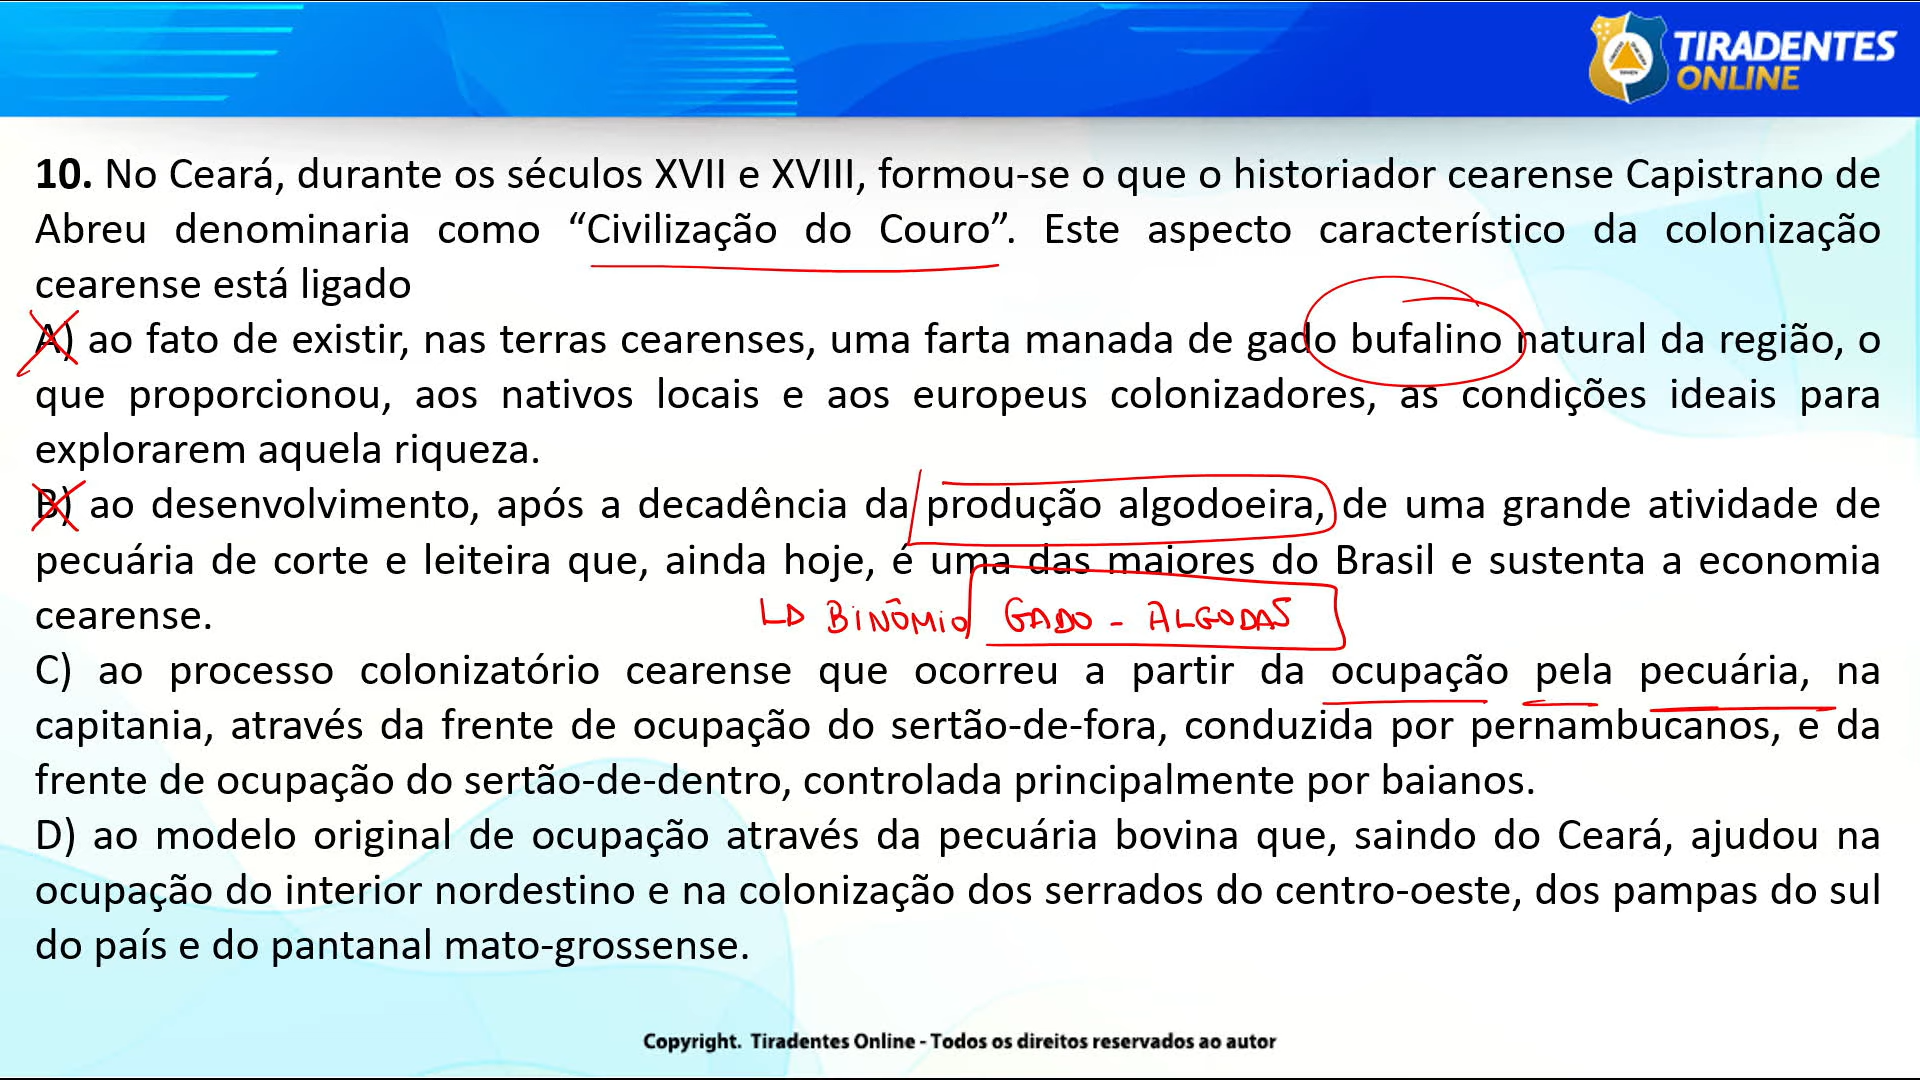 TIRADENTES
ONLINE
10. No Ceará, durante os séculos XVII e XVIII, formou-se o que o historiador cearense Capistrano de
Abreu denominaria como “Civilização do Couro”. Este aspecto característico da colonização
cearense está ligado
A) ao fato de existir, nas terras cearenses, uma farta manada de gado bufalino natural da região, o
que proporcionou, aos nativos locais e aos europeus colonizadores, as condições ideais para
explorarem aquela riqueza.
B) ao desenvolvimento, após a decadência da produção algodoeira, de uma grande atividade de
pecuária de corte e leiteira que, ainda hoje, é uma das maiores do Brasil e sustenta a economia
cearense.
BINÔMIO GADO - ALGODAS
C) ao processo colonizatório cearense que ocorreu a partir da ocupação pela pecuária, na
capitania, através da frente de ocupação do sertão-de-fora, conduzida por pernambucanos, e da
frente de ocupação do sertão-de-dentro, controlada principalmente por baianos.
D) ao modelo original de ocupação através da pecuária bovina que, saindo do Ceará, ajudou na
ocupação do interior nordestino e na colonização dos serrados do centro-oeste, dos pampas do sul
do país e do pantanal mato-grossense.
Copyright. Tiradentes Online - Todos os direitos reservados ao autor